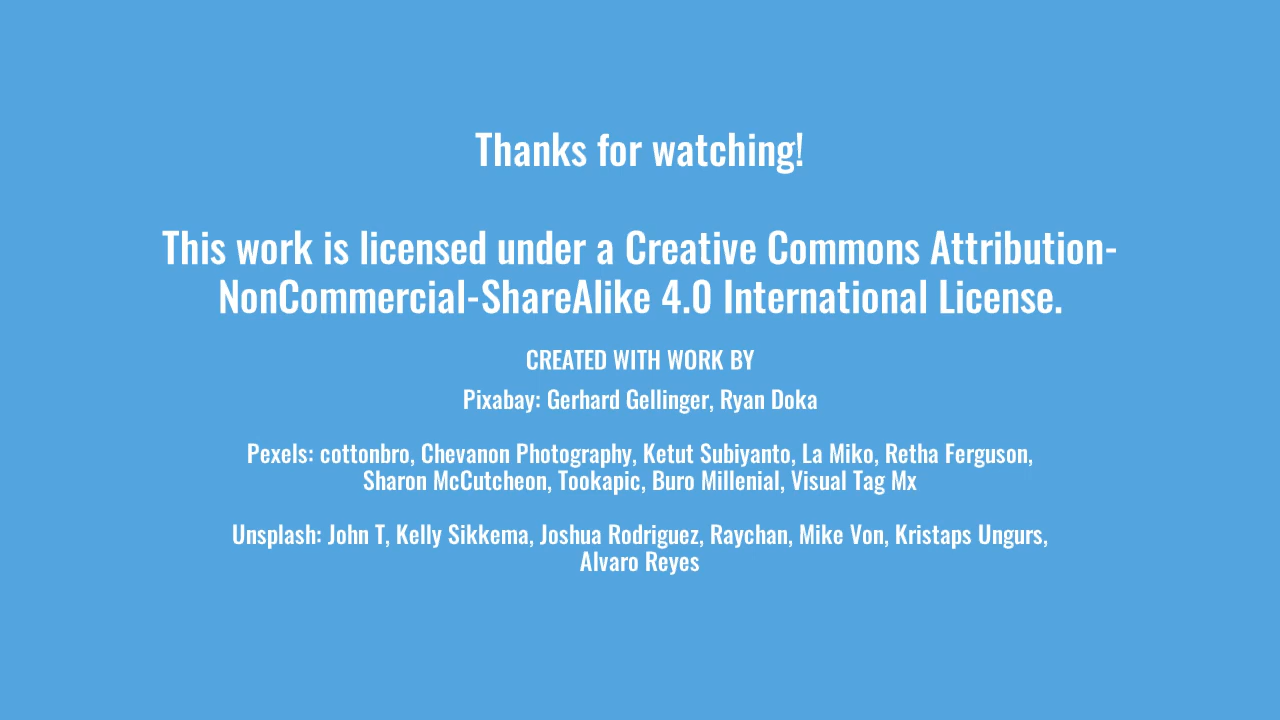 Thanks for watching!
This work is licensed under a Creative Commons Attribution-
NonCommercial-ShareAlike 4.0 International License.
CREATED WITH WORK BY
Pixabay: Gerhard Gellinger, Ryan Doka
Pexels: cottonbro, Chevanon Photography, Ketut Subiyanto, La Miko, Retha Ferguson,
Sharon McCutcheon, Tookapic, Buro Millenial, Visual Tag Mx
Unsplash: John T, Kelly Sikkema, Joshua Rodriguez, Raychan, Mike Von, Kristaps Ungurs,
Alvaro Reyes